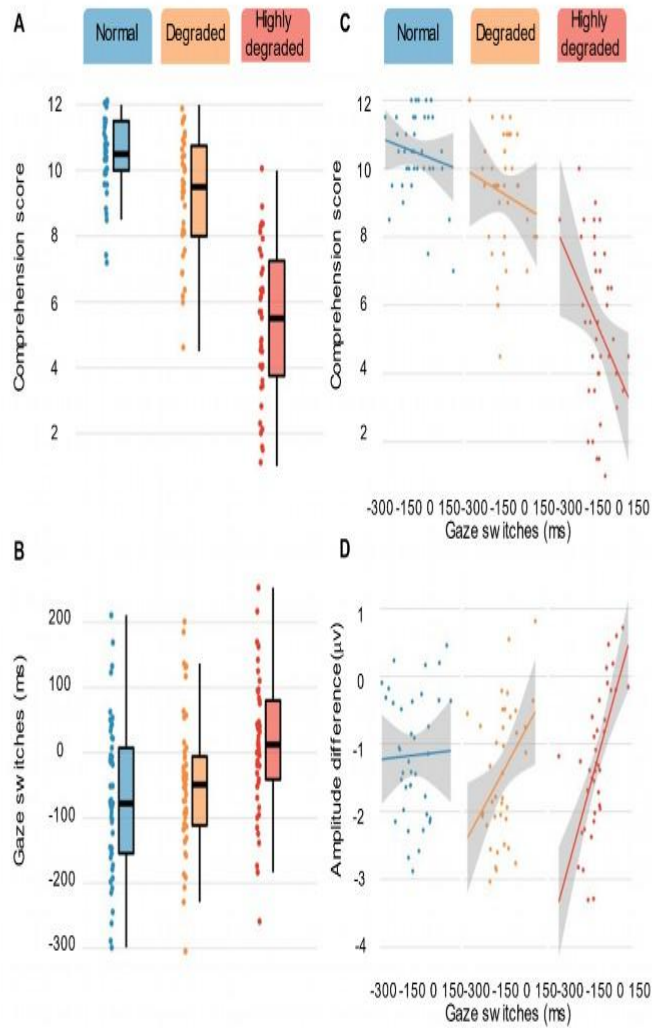 A
Normal
Degraded
Highly
degraded
Comprehension score
12
10
8
6
4
2
C
Normal
Degraded
Highly
degraded
Comprehension score
12
10
8
6
4
2
-300 -150 0 150 -300 -150 0 150 -300 -150 0 150
Gaze switches (ms)
B
Gaze switches (ms)
200
100
0
-100
-200
-300
D
Amplitude difference (μv)
1
0
-1
-2
-3
-4
-300 -150 0 150 -300 -150 0 150 -300 -150 0 150
Gaze switches (ms)